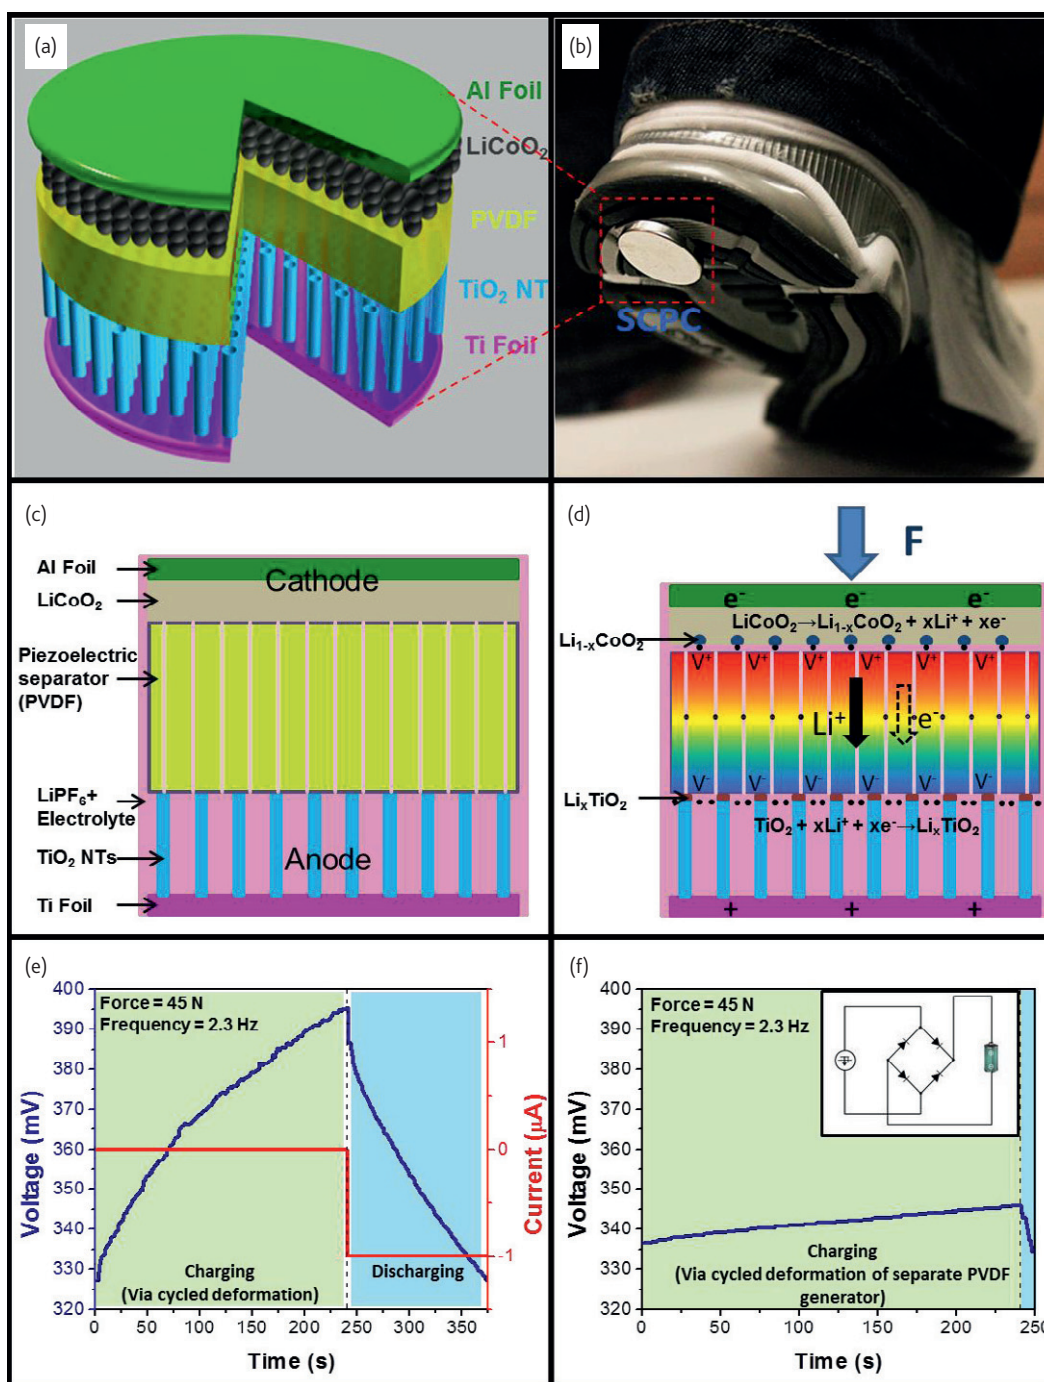 (a)
Al Foil
LiCoO₂
PVDF
TiO₂ NT
Ti Foil
(b)
SCPC
(c)
Al Foil
Cathode
LiCoO₂
Piezoelectric
separator
(PVDF)
LiPF₆+
Electrolyte
TiO₂ NTs
Anode
Ti Foil
(d)
F
e⁻ e⁻ e⁻
LiCoO₂→Li₁₋ₓCoO₂ + xLi⁺ + xe⁻
Li₁₋ₓCoO₂
V⁺ V⁺ V⁺ V⁺ V⁺ V⁺
Li⁺ e⁻
V⁻ V⁻ V⁻ V⁻ V⁻ V⁻
LiₓTiO₂
TiO₂ + xLi⁺ + xe⁻→LiₓTiO₂
+ + +
(e)
Force = 45 N
Frequency = 2.3 Hz
400
390
380
370
360
350
340
330
320
Voltage (mV)
1
0
-1
Current (μA)
Charging
(Via cycled deformation)
Discharging
0 50 100 150 200 250 300 350
Time (s)
(f)
Force = 45 N
Frequency = 2.3 Hz
400
390
380
370
360
350
340
330
320
Voltage (mV)
Charging
(Via cycled deformation of separate PVDF
generator)
0 50 100 150 200 250
Time (s)